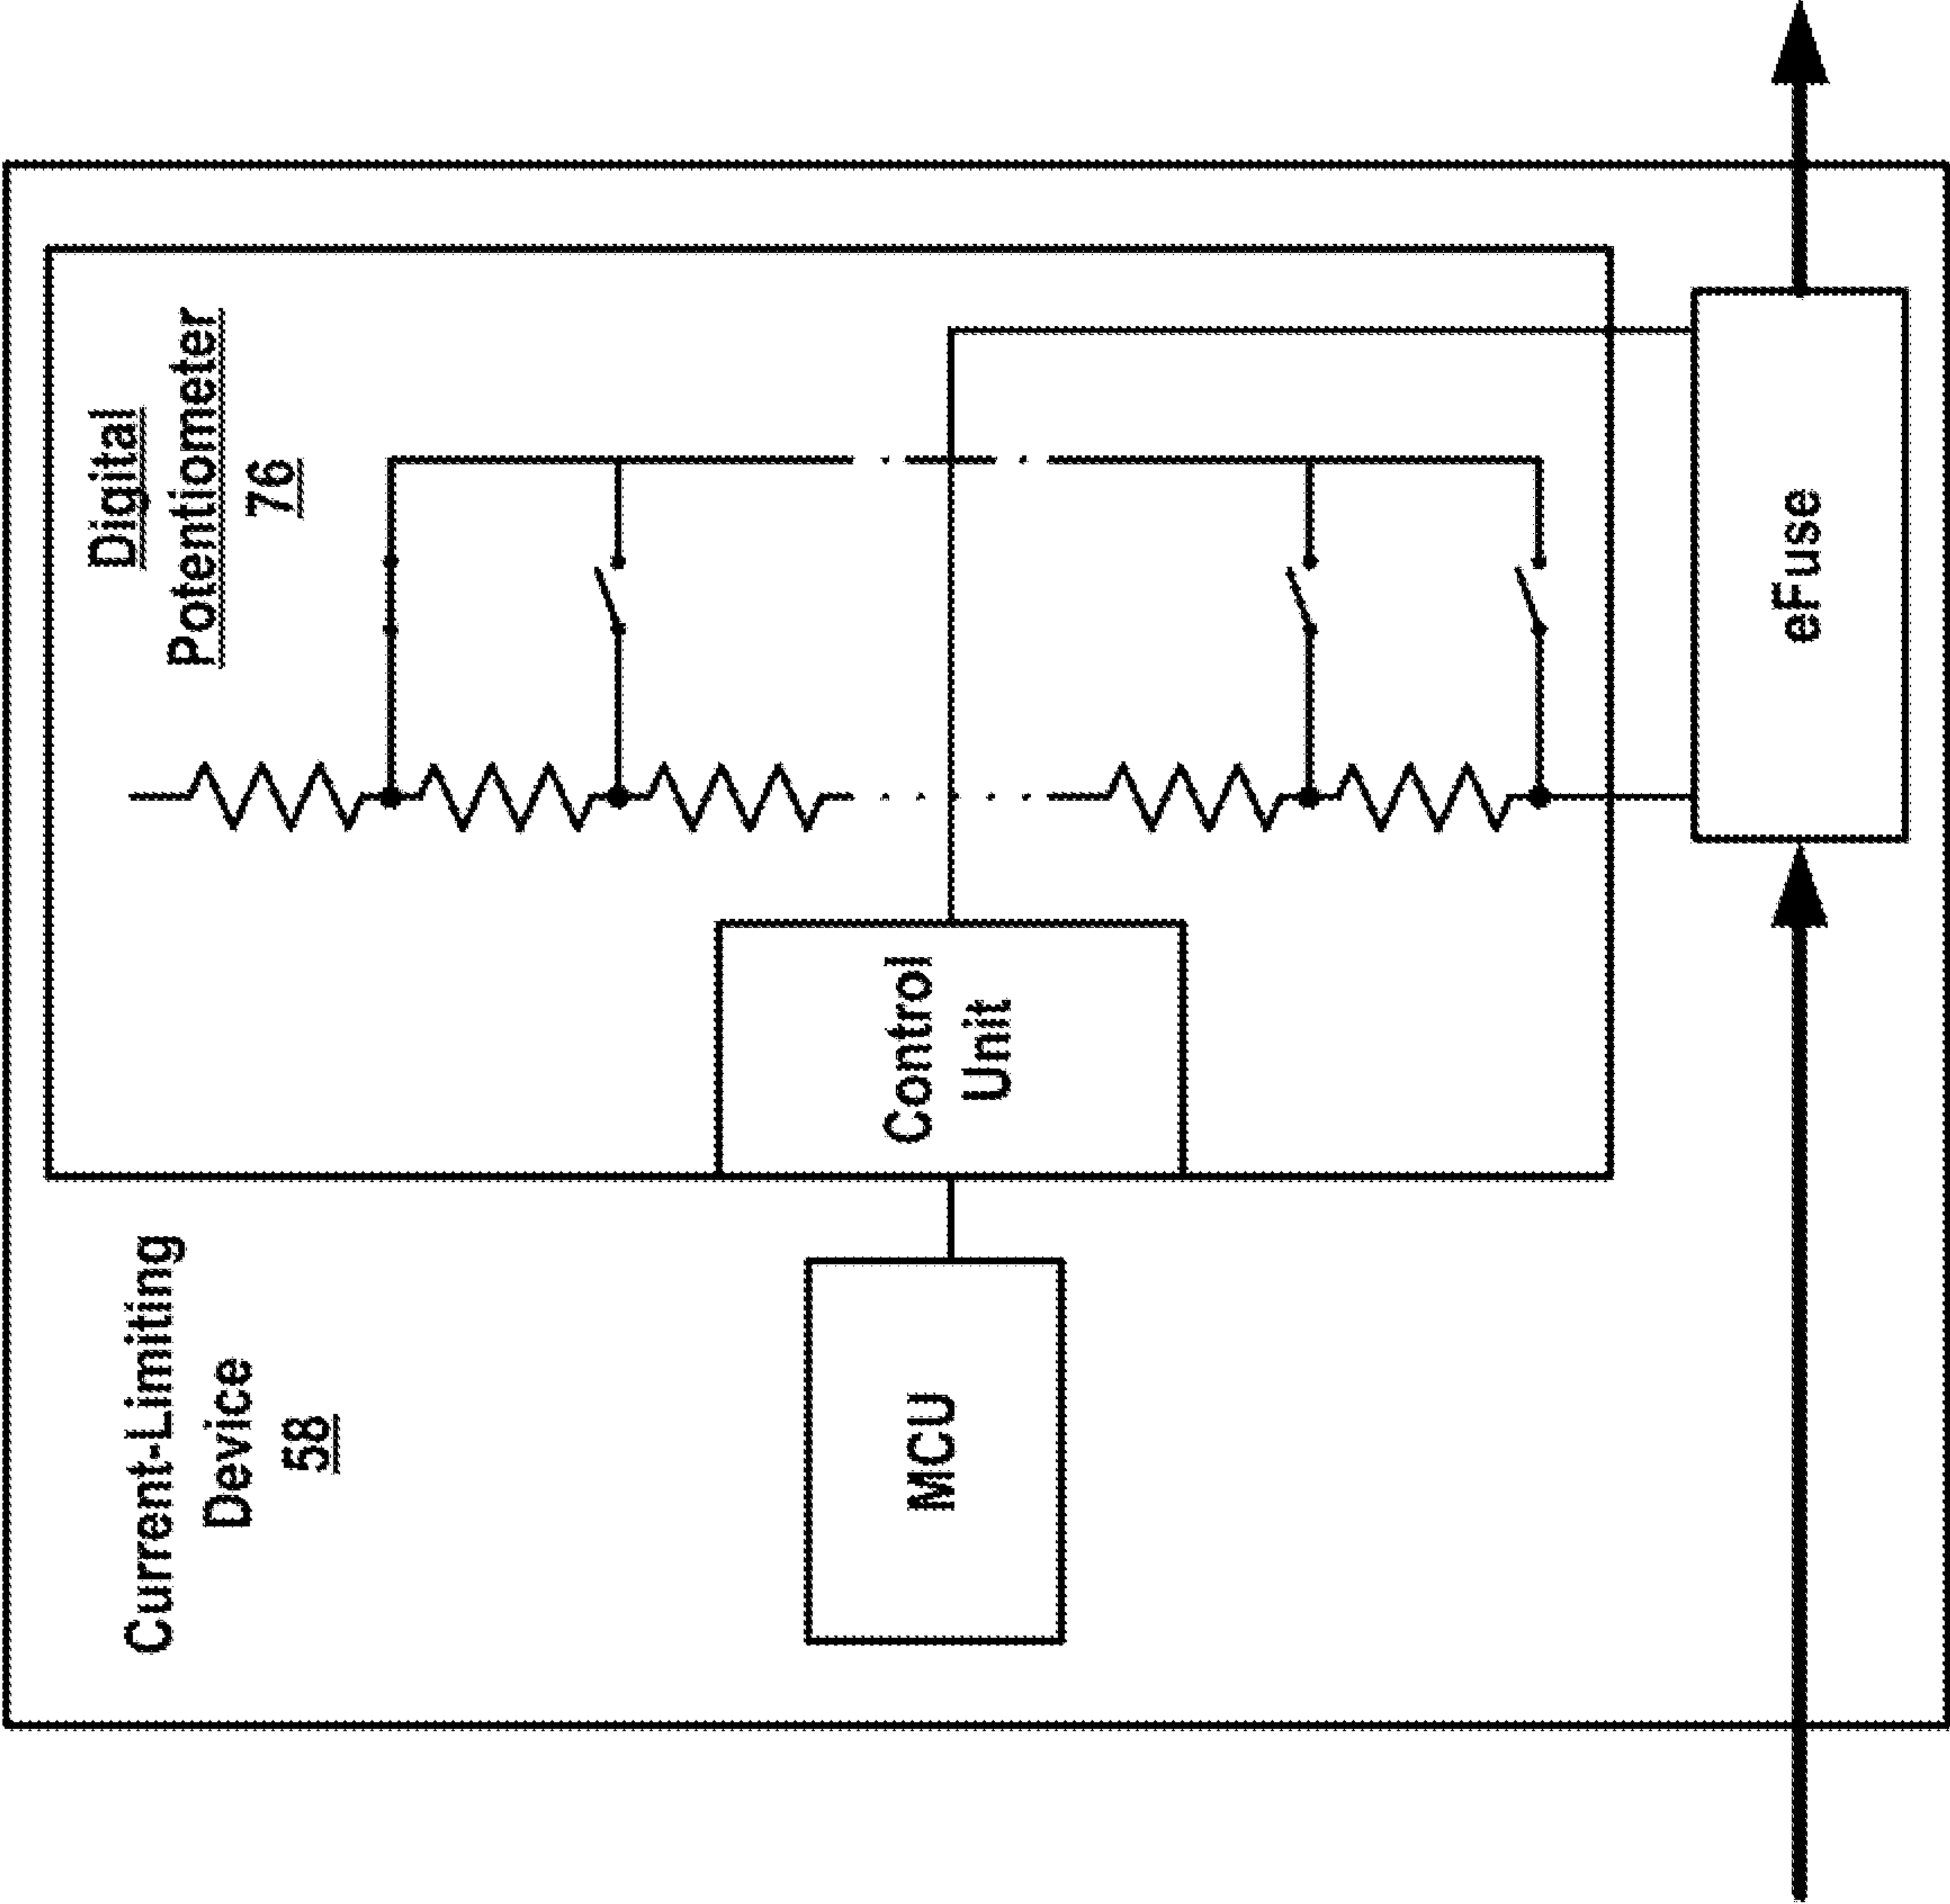 Current-Limiting
Device
58
Digital
Potentiometer
76
MCU
Control
Unit
eFuse